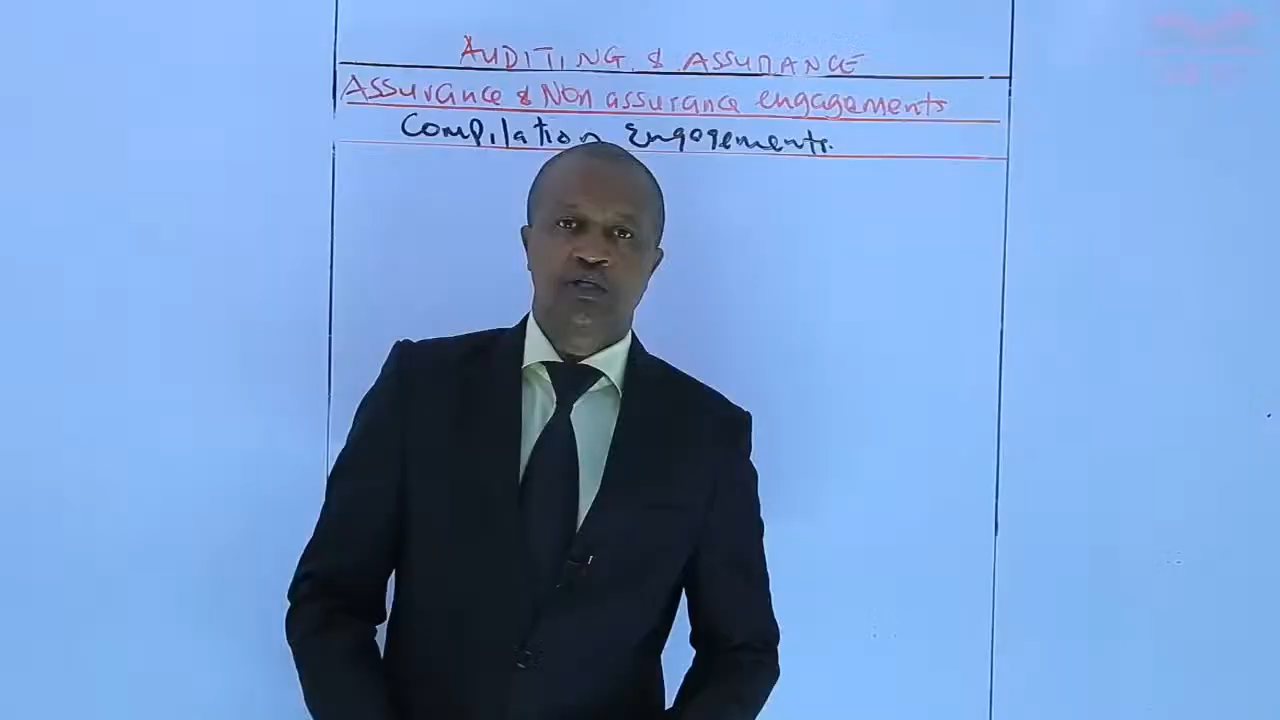 AUDITING & ASSURANCE
Assurance & Non assurance engagements
Compilation Engagements.